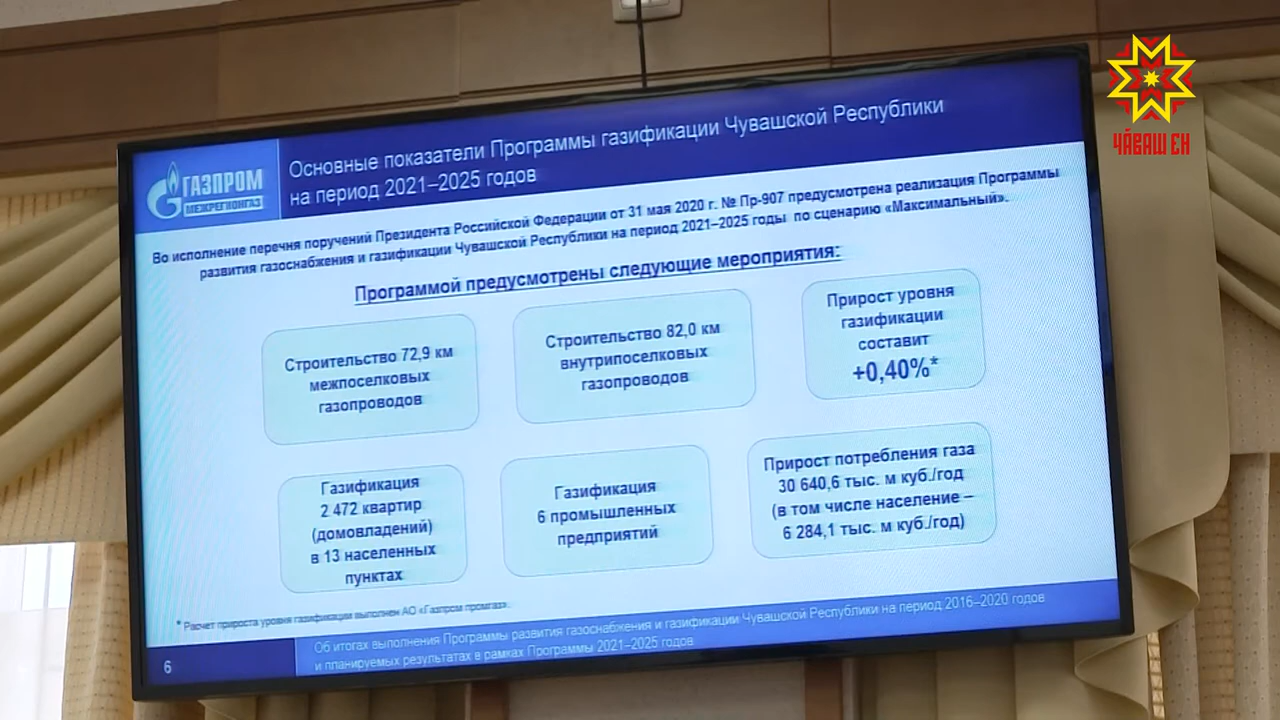 ЧӐВАШ ЕН
ГАЗПРОМ
МЕЖРЕГИОНГАЗ
Основные показатели Программы газификации Чувашской Республики
на период 2021–2025 годов
Во исполнение перечня поручений Президента Российской Федерации от 31 мая 2020 г. № Пр-907 предусмотрена реализация Программы
развития газоснабжения и газификации Чувашской Республики на период 2021–2025 годы по сценарию «Максимальный».
Программой предусмотрены следующие мероприятия:
Строительство 72,9 км
межпоселковых
газопроводов
Строительство 82,0 км
внутрипоселковых
газопроводов
Прирост уровня
газификации
составит
+0,40%*
Газификация
2 472 квартир
(домовладений)
в 13 населенных
пунктах
Газификация
6 промышленных
предприятий
Прирост потребления газа
30 640,6 тыс. м куб./год
(в том числе население –
6 284,1 тыс. м куб./год)
* Расчет прироста уровня газификации выполнен АО «Газпром промгаз».
6
Об итогах выполнения Программы развития газоснабжения и газификации Чувашской Республики на период 2016–2020 годов
и планируемых результатах в рамках Программы 2021–2025 годов